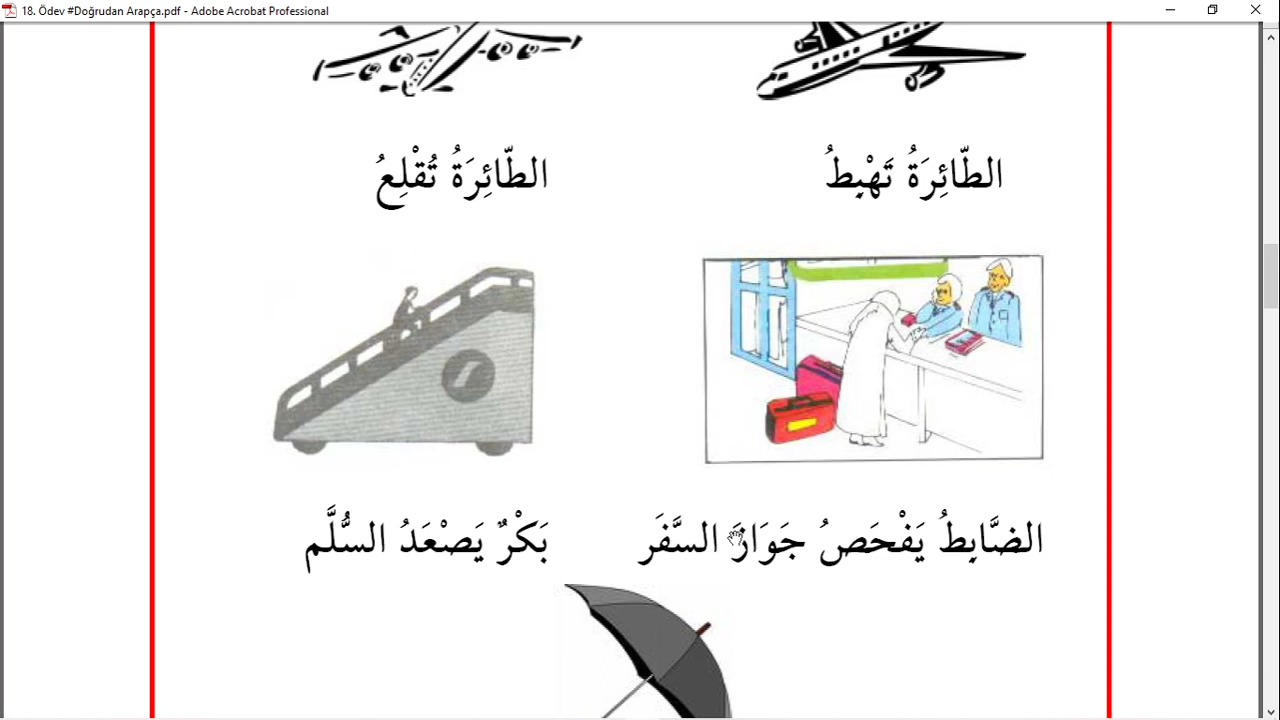 18. Ödev #Doğrudan Arapça.pdf - Adobe Acrobat Professional
الطّائِرَةُ تَهْبِطُ
الطّائِرَةُ تُقْلِعُ
الضَّابِطُ يَفْحَصُ جَوَازَ السَّفَر
بَكْرٌ يَصْعَدُ السُّلَّم